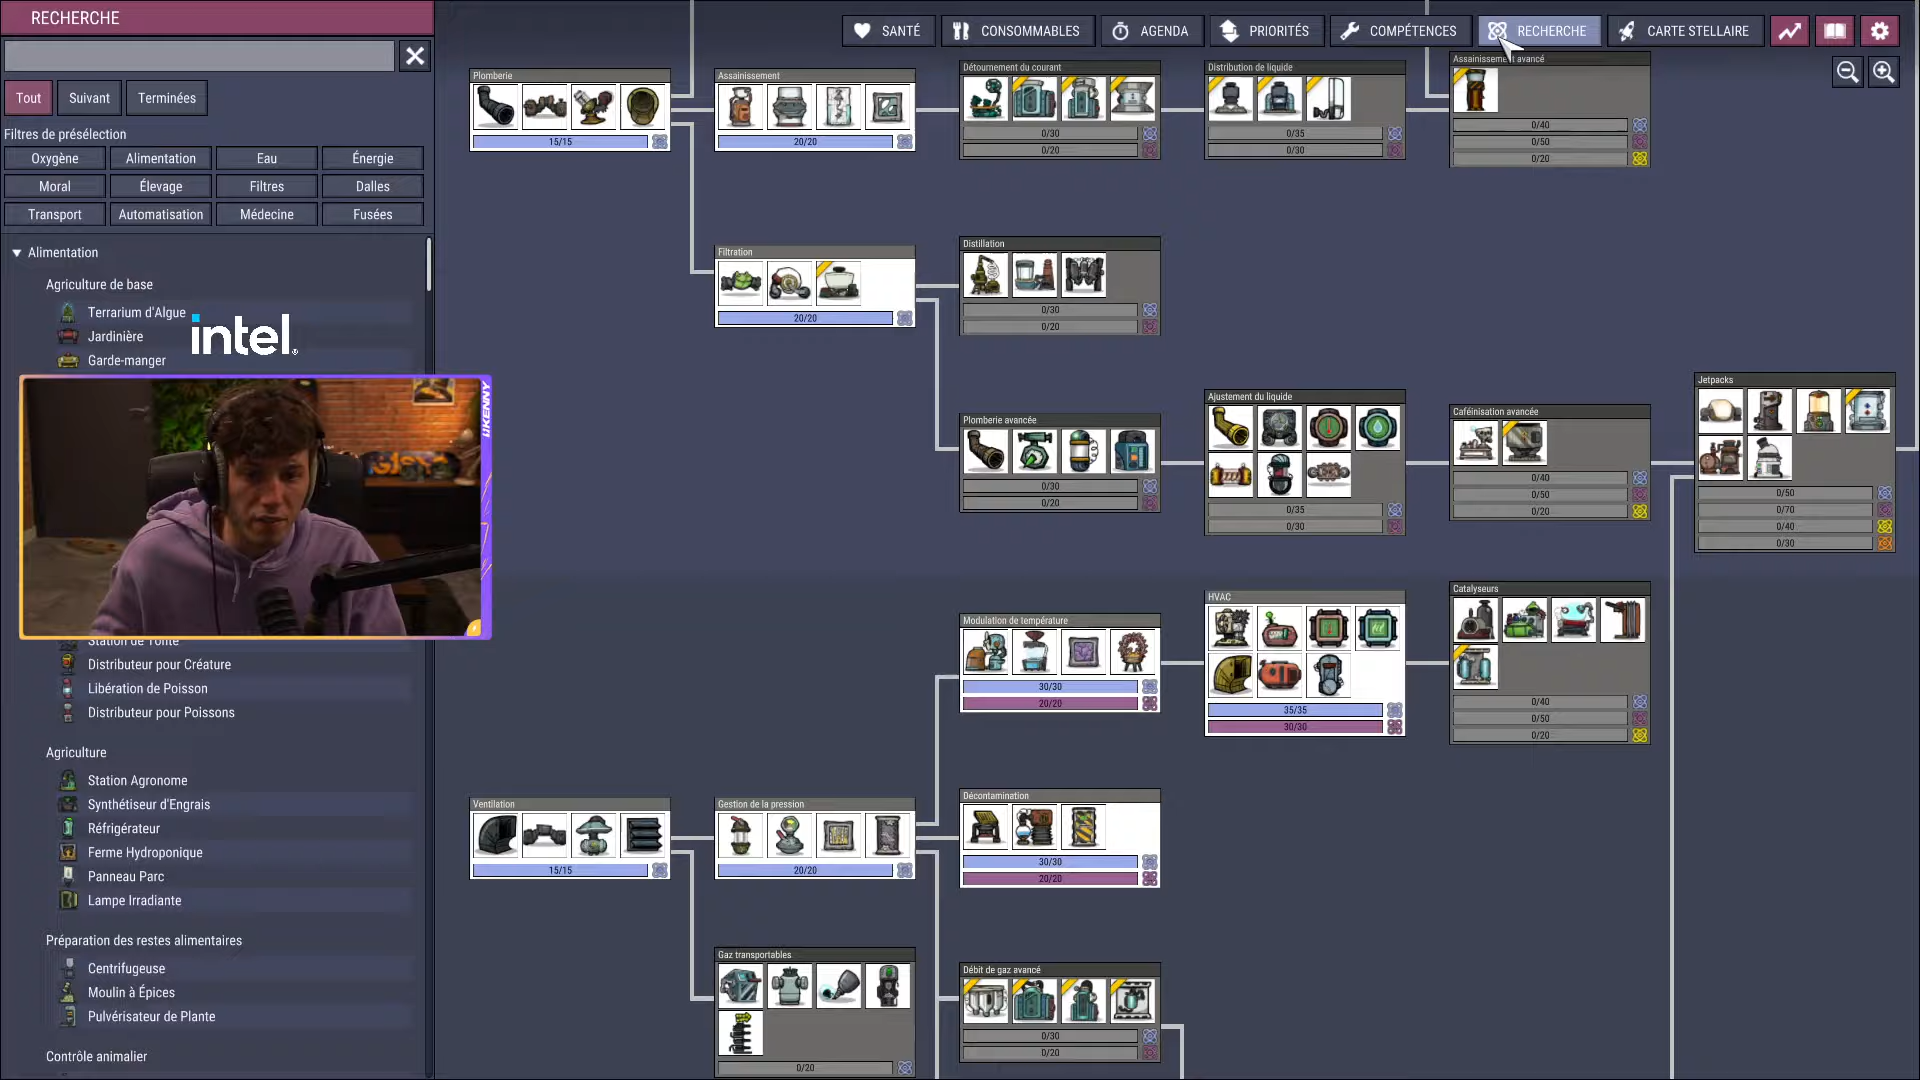 RECHERCHE
SANTÉ
CONSOMMABLES
AGENDA
PRIORITÉS
COMPÉTENCES
RECHERCHE
CARTE STELLAIRE
Tout
Suivant
Terminées
Filtres de présélection
Oxygène
Alimentation
Eau
Énergie
Moral
Élevage
Filtres
Dalles
Transport
Automatisation
Médecine
Fusées
Alimentation
Agriculture de base
Terrarium d'Algue
Jardinière
Garde-manger
intel.
KENNY
Station de Tonte
Distributeur pour Créature
Libération de Poisson
Distributeur pour Poissons
Agriculture
Station Agronome
Synthétiseur d'Engrais
Réfrigérateur
Ferme Hydroponique
Panneau Parc
Lampe Irradiante
Préparation des restes alimentaires
Centrifugeuse
Moulin à Épices
Pulvérisateur de Plante
Contrôle animalier
Plomberie
15/15
Assainissement
20/20
Détournement du courant
0/30
0/20
Distribution de liquide
0/35
0/30
Assainissement avancé
0/40
0/50
0/20
Filtration
20/20
Distillation
0/30
0/20
Plomberie avancée
0/30
0/20
Ajustement du liquide
0/35
0/30
Caféinisation avancée
0/40
0/50
0/20
Jetpacks
0/50
0/70
0/40
0/30
Modulation de température
30/30
20/20
HVAC
35/35
30/30
Catalyseurs
0/40
0/50
0/20
Ventilation
15/15
Gestion de la pression
20/20
Décontamination
30/30
20/20
Gaz transportables
0/20
Débit de gaz avancé
0/30
0/20